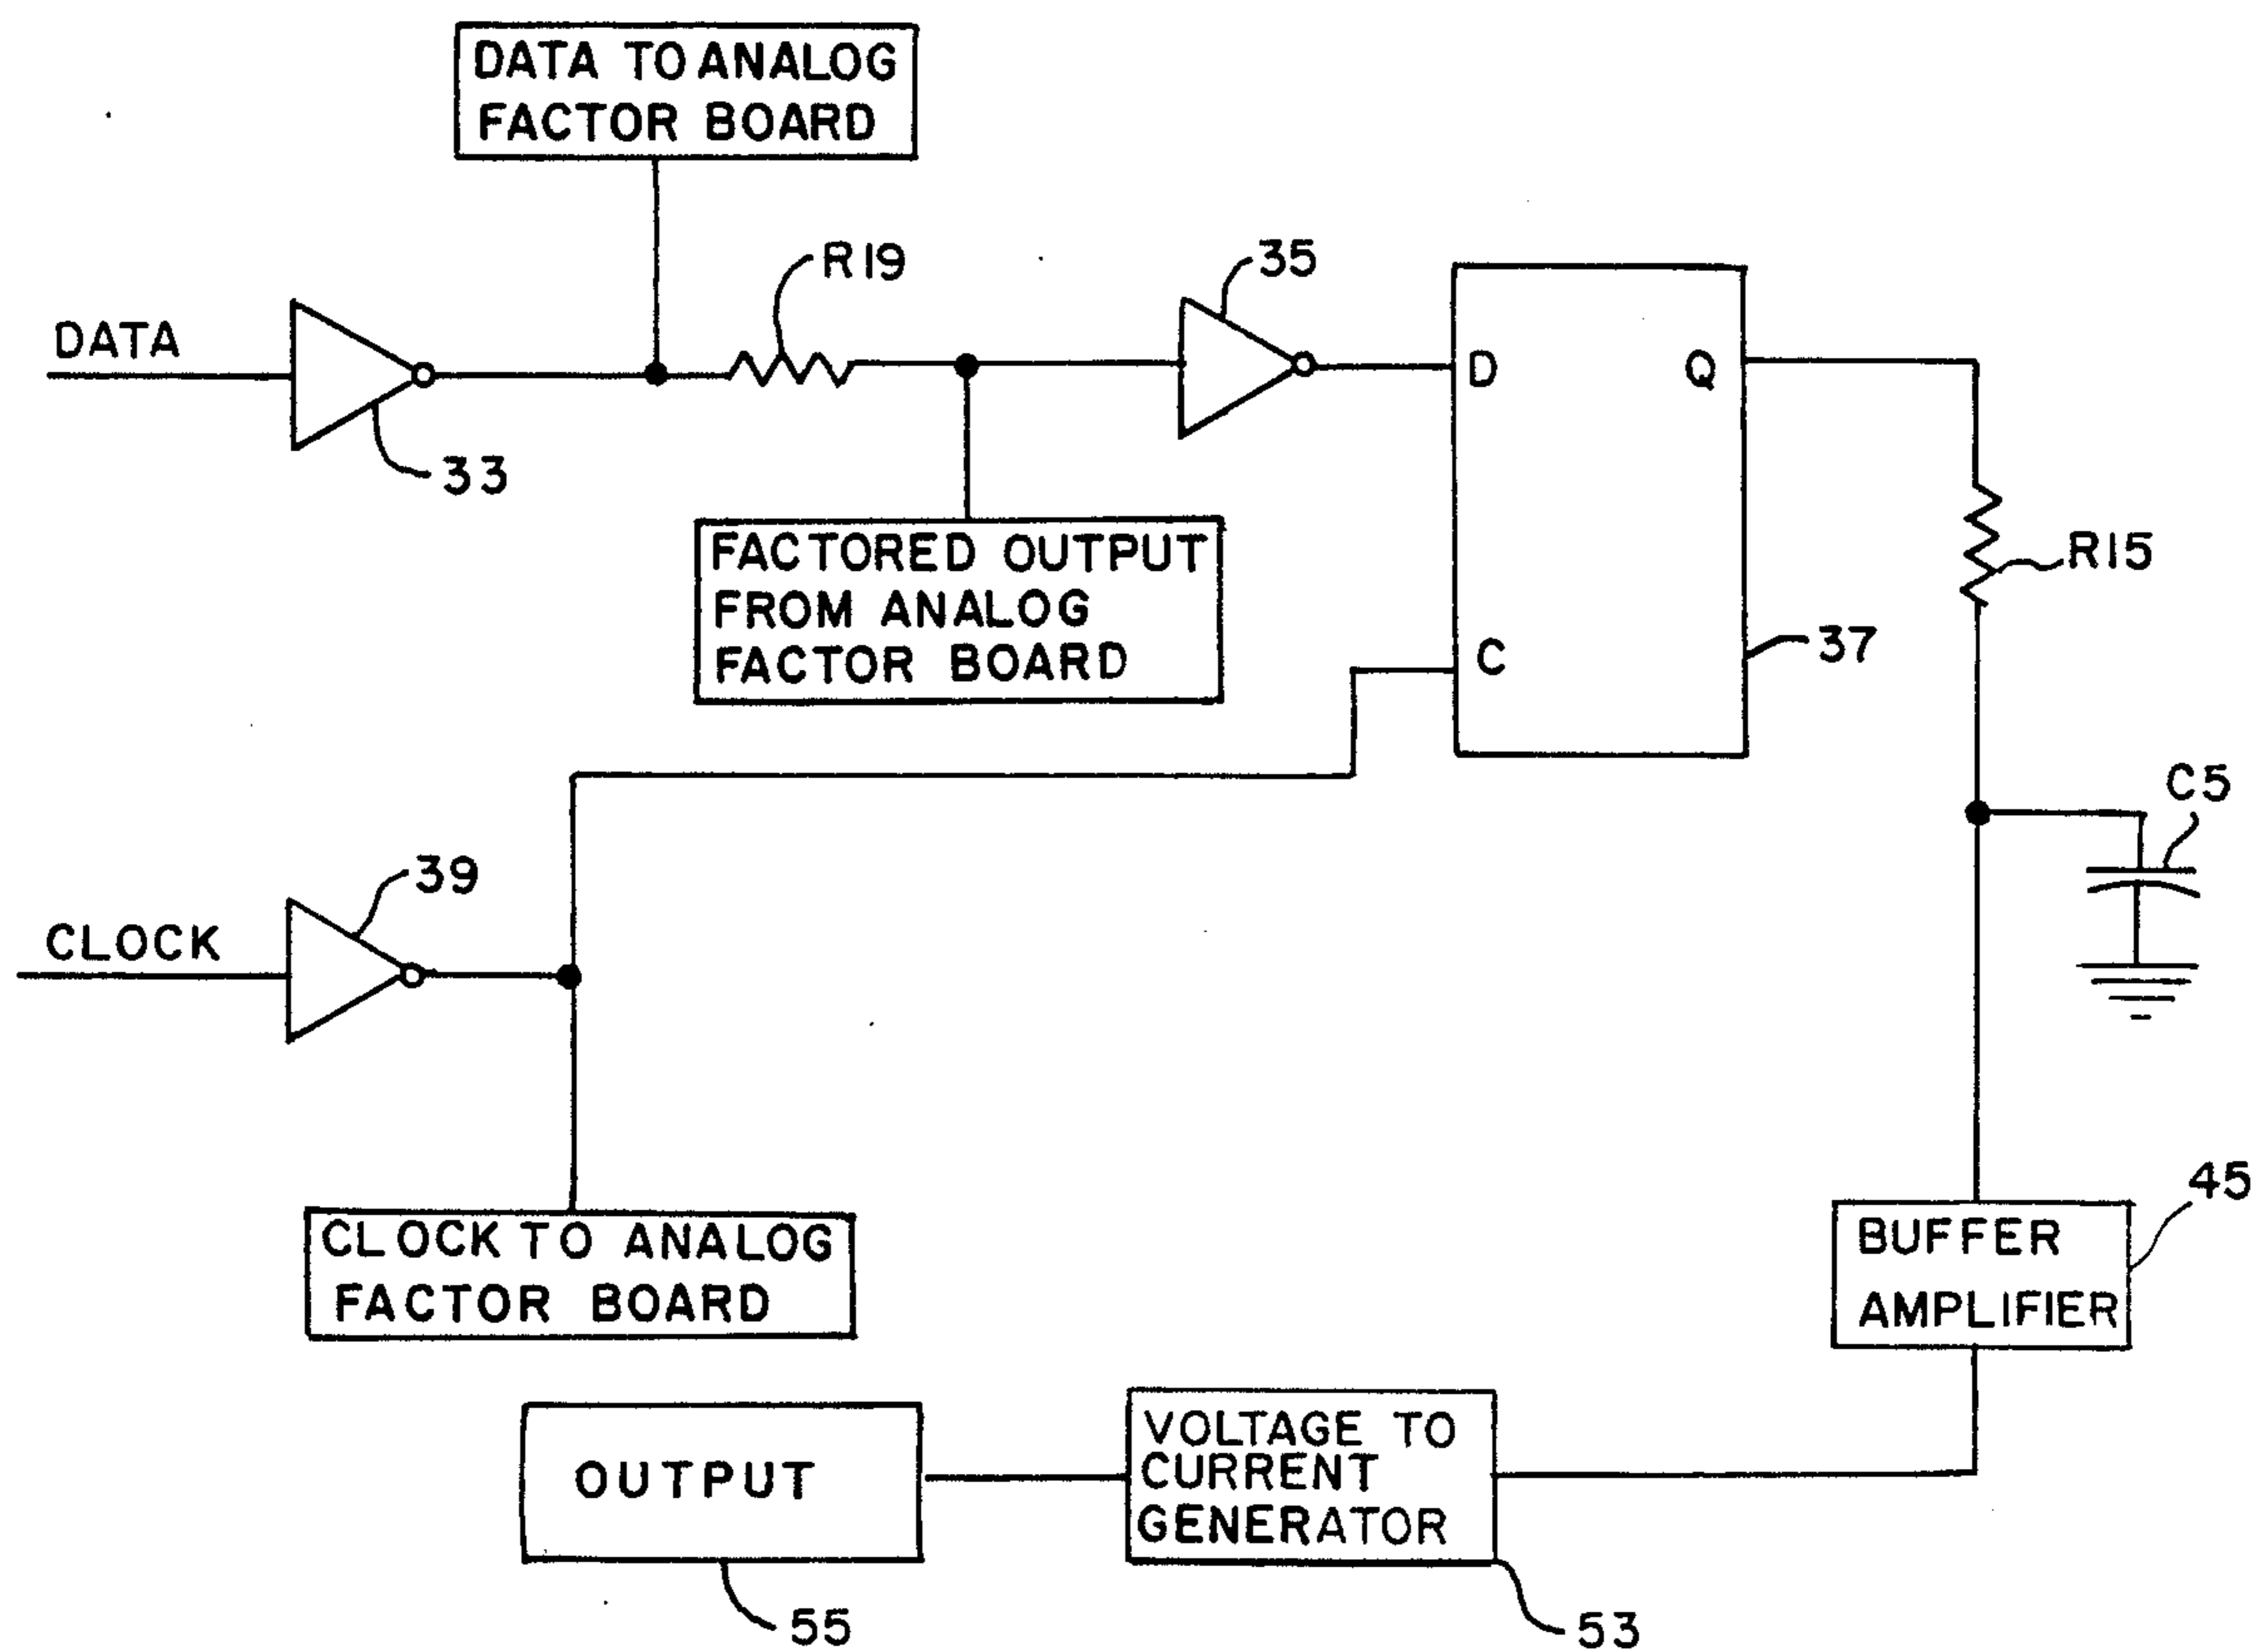 DATA TO ANALOG
FACTOR BOARD
R19
35
DATA
33
D
Q
FACTORED OUTPUT
FROM ANALOG
FACTOR BOARD
R15
C
37
C5
39
CLOCK
45
CLOCK TO ANALOG
FACTOR BOARD
BUFFER
AMPLIFIER
VOLTAGE TO
CURRENT
GENERATOR
OUTPUT
55
53